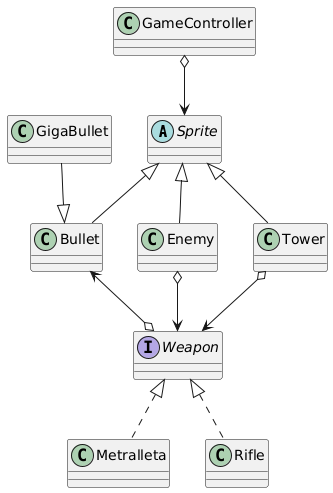 C GameController
A Sprite
C GigaBullet
C Bullet
C Enemy
C Tower
I Weapon
C Metralleta
C Rifle